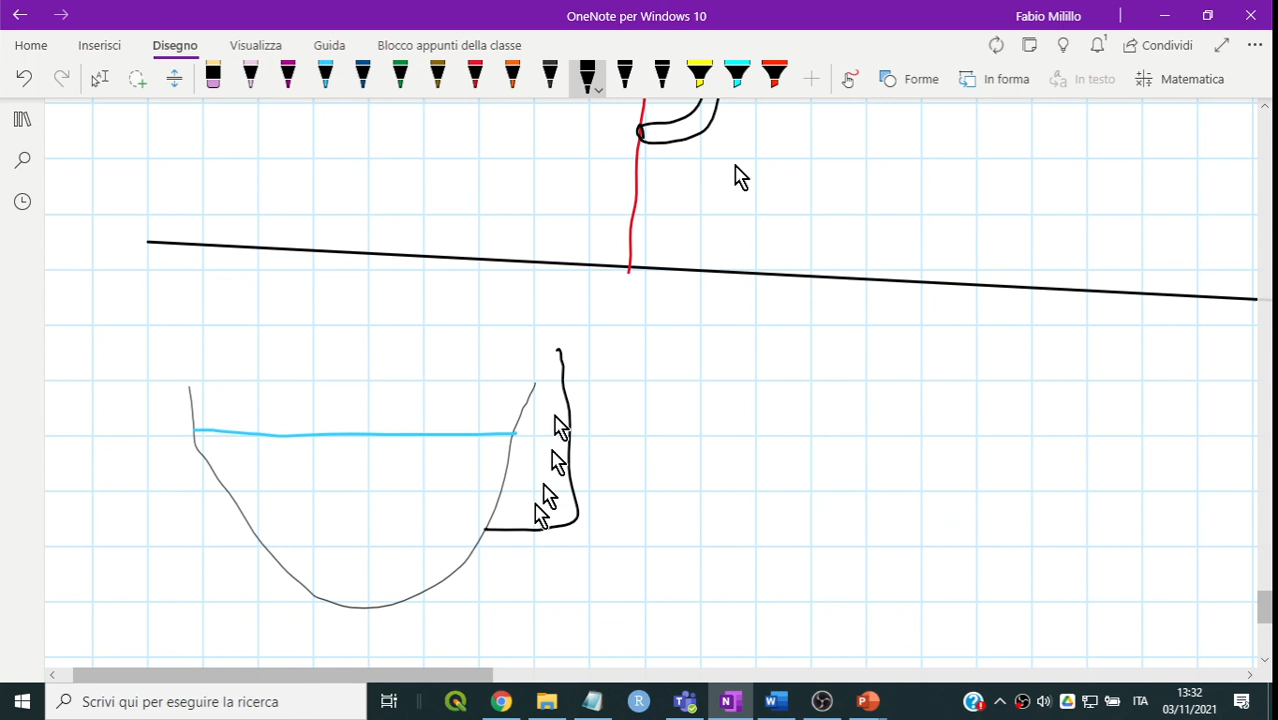 OneNote per Windows 10
Fabio Milillo
Home Inserisci Disegno Visualizza Guida Blocco appunti della classe Condividi
Forme In forma In testo Matematica
Scrivi qui per eseguire la ricerca
ITA
13:32
03/11/2021